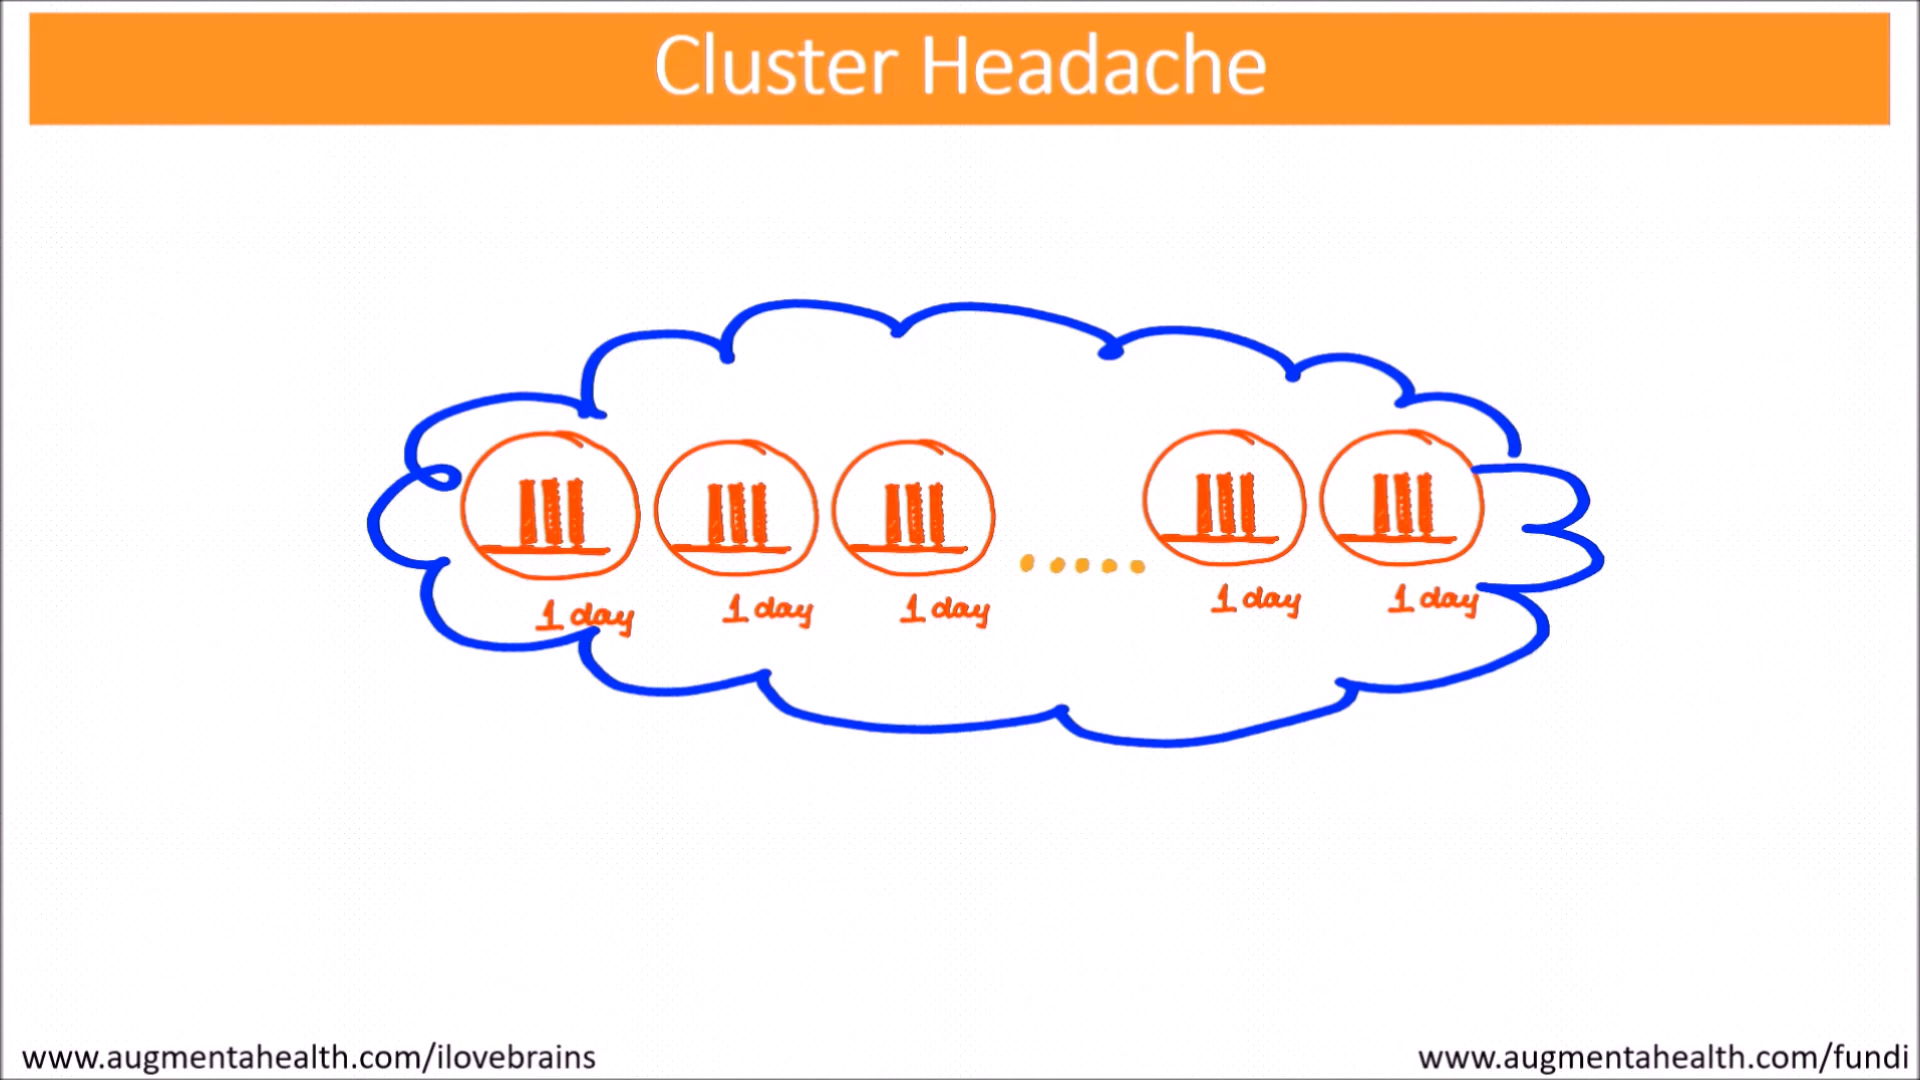 Cluster Headache
1 day 1 day 1 day 1 day 1 day
www.augmentahealth.com/ilovebrains
www.augmentahealth.com/fundi